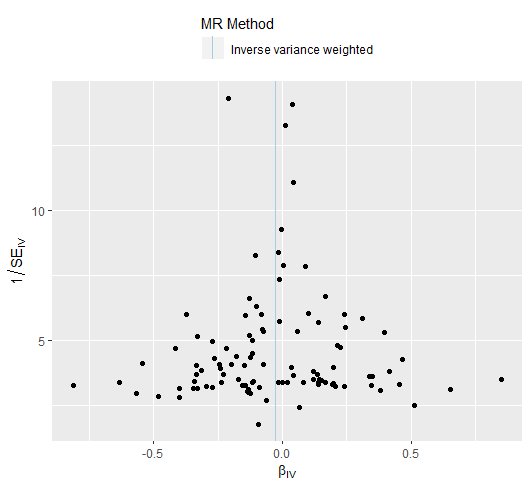 MR Method
Inverse variance weighted
10
5
1/SE_IV
-0.5
0.0
0.5
β_IV